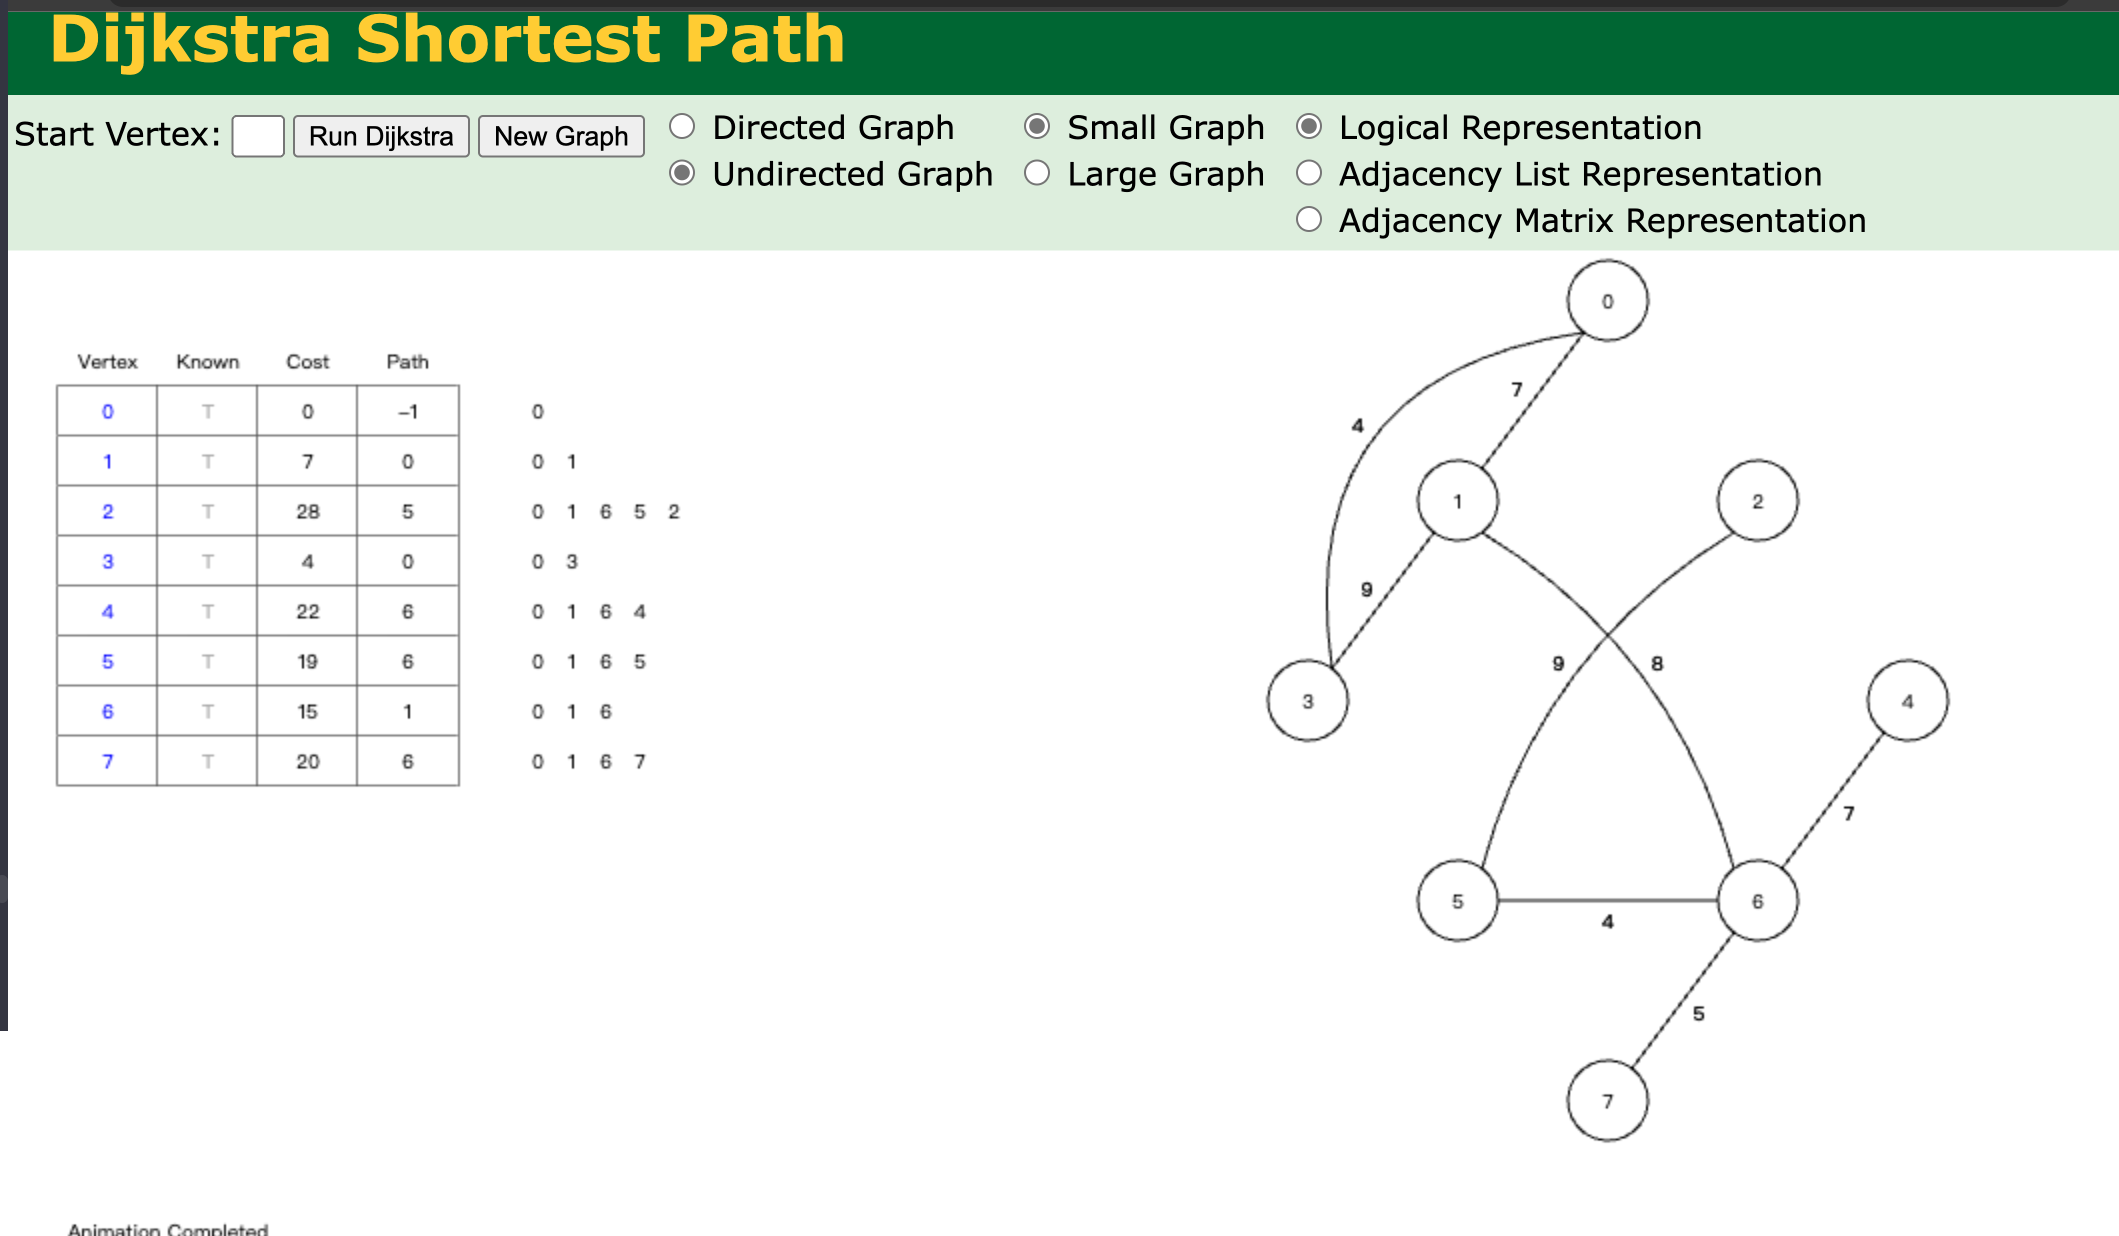 Dijkstra Shortest Path
Start Vertex: Run Dijkstra New Graph
Directed Graph
Undirected Graph
Small Graph
Large Graph
Logical Representation
Adjacency List Representation
Adjacency Matrix Representation
Vertex Known Cost Path
0 T 0 –1 0
1 T 7 0 0 1
2 T 28 5 0 1 6 5 2
3 T 4 0 0 3
4 T 22 6 0 1 6 4
5 T 19 6 0 1 6 5
6 T 15 1 0 1 6
7 T 20 6 0 1 6 7
0
7
4
1
2
9
9
8
3
4
7
5
6
4
5
7
Animation Completed